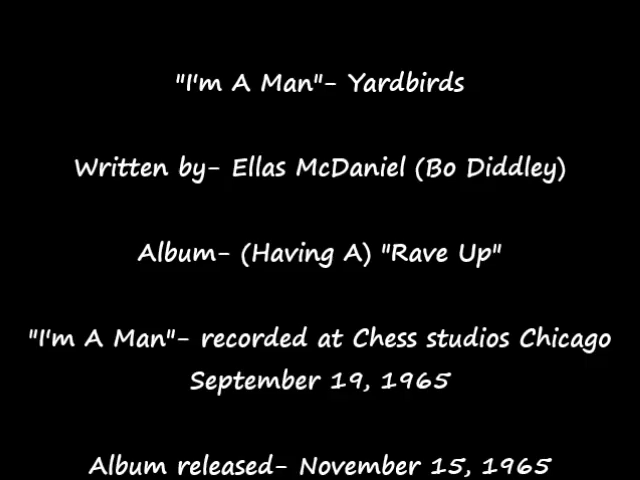 "I'm A Man"- Yardbirds
Written by- Ellas McDaniel (Bo Diddley)
Album- (Having A) "Rave Up"
"I'm A Man"- recorded at Chess studios Chicago
September 19, 1965
Album released- November 15, 1965